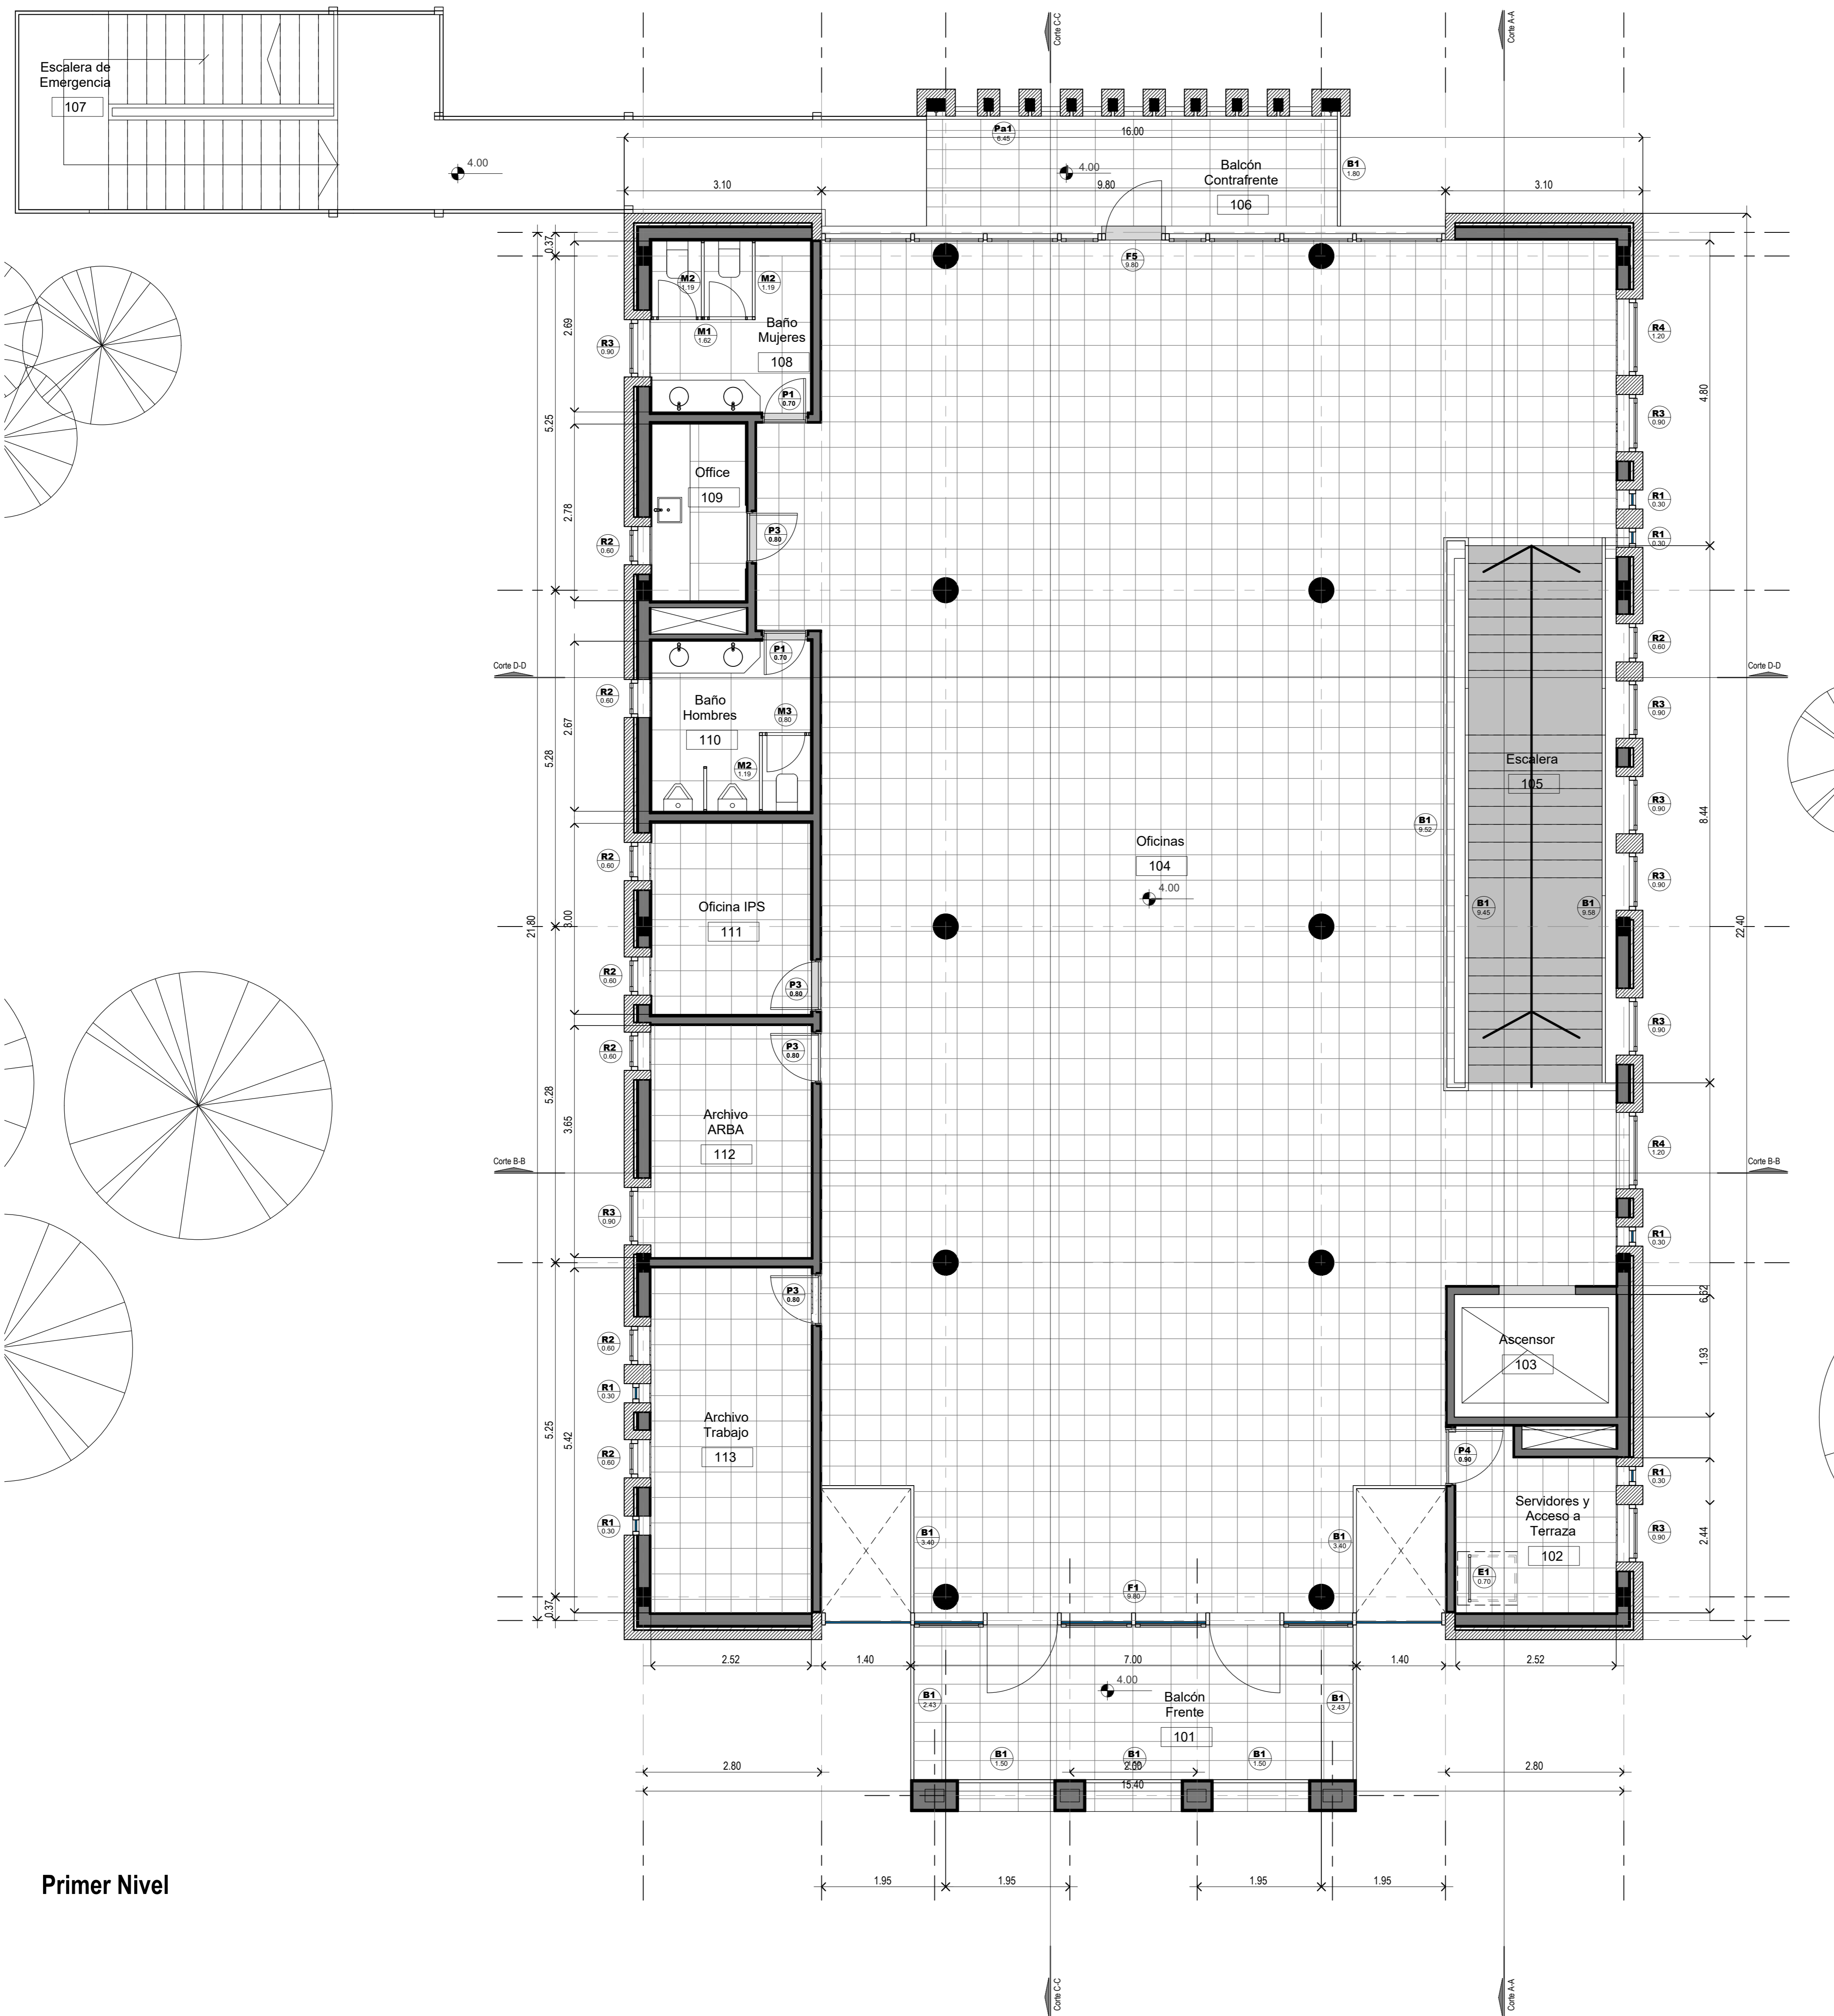 Corte C-C
Corte A-A
Escalera de
Emergencia
107
Pa1
6.45
16.00
4.00
4.00
Balcón
Contrafrente
106
B1
1.80
3.10
9.80
3.10
0.37
F5
9.80
M2
1.19
M2
1.19
M1
1.62
Baño
Mujeres
108
2.69
R3
0.90
R4
1.20
P1
0.70
4.80
R3
0.90
5.25
Office
109
R1
0.30
2.78
P3
0.80
R2
0.60
R1
0.30
P1
0.70
R2
0.60
Corte D-D
Corte D-D
R2
0.60
Baño
Hombres
110
M3
0.80
R3
0.90
2.67
5.28
M2
1.19
Escalera
105
R3
0.90
8.44
B1
9.52
Oficinas
104
4.00
R2
0.60
R3
0.90
Oficina IPS
111
B1
9.45
B1
9.58
21.80
3.00
22.40
R2
0.60
P3
0.80
R3
0.90
R2
0.60
P3
0.80
5.28
3.65
Archivo
ARBA
112
R4
1.20
Corte B-B
Corte B-B
R3
0.90
R1
0.30
P3
0.80
6.62
R2
0.60
Ascensor
103
1.93
R1
0.30
5.25
5.42
Archivo
Trabajo
113
R2
0.60
P4
0.90
R1
0.30
Servidores y
Acceso a
Terraza
102
R1
0.30
B1
3.40
B1
3.40
R3
0.90
2.44
E1
0.70
F1
9.80
0.37
2.52
1.40
7.00
1.40
2.52
4.00
B1
2.43
Balcón
Frente
101
B1
2.43
B1
1.50
B1
B1
1.50
2.80
2.80
15.40
Primer Nivel
1.95
1.95
1.95
1.95
Corte C-C
Corte A-A